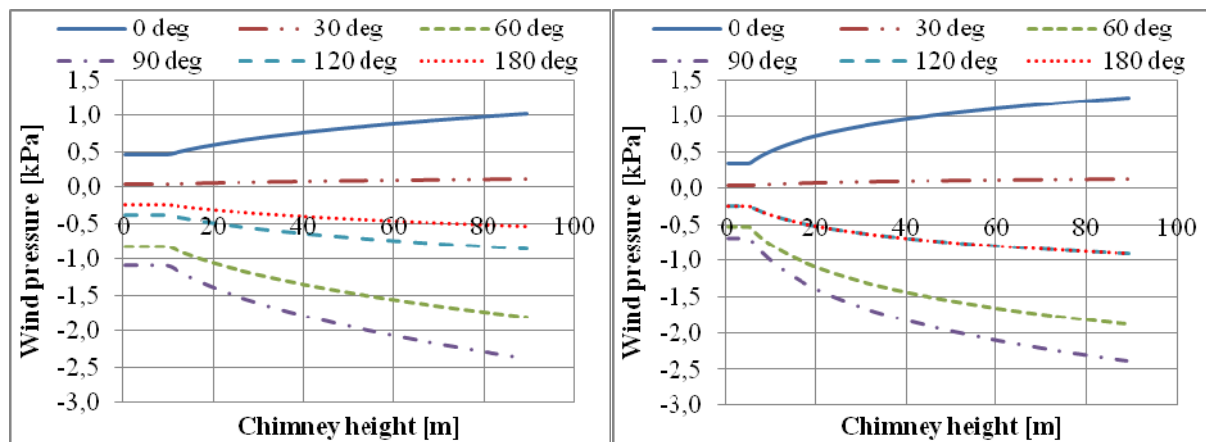 0 deg 30 deg 60 deg
90 deg 120 deg 180 deg
1,5
1,0
0,5
0,0
-0,5
-1,0
-1,5
-2,0
-2,5
-3,0
0 20 40 60 80 100
Wind pressure [kPa]
Chimney height [m]
0 deg 30 deg 60 deg
90 deg 120 deg 180 deg
1,5
1,0
0,5
0,0
-0,5
-1,0
-1,5
-2,0
-2,5
-3,0
0 20 40 60 80 100
Wind pressure [kPa]
Chimney height [m]